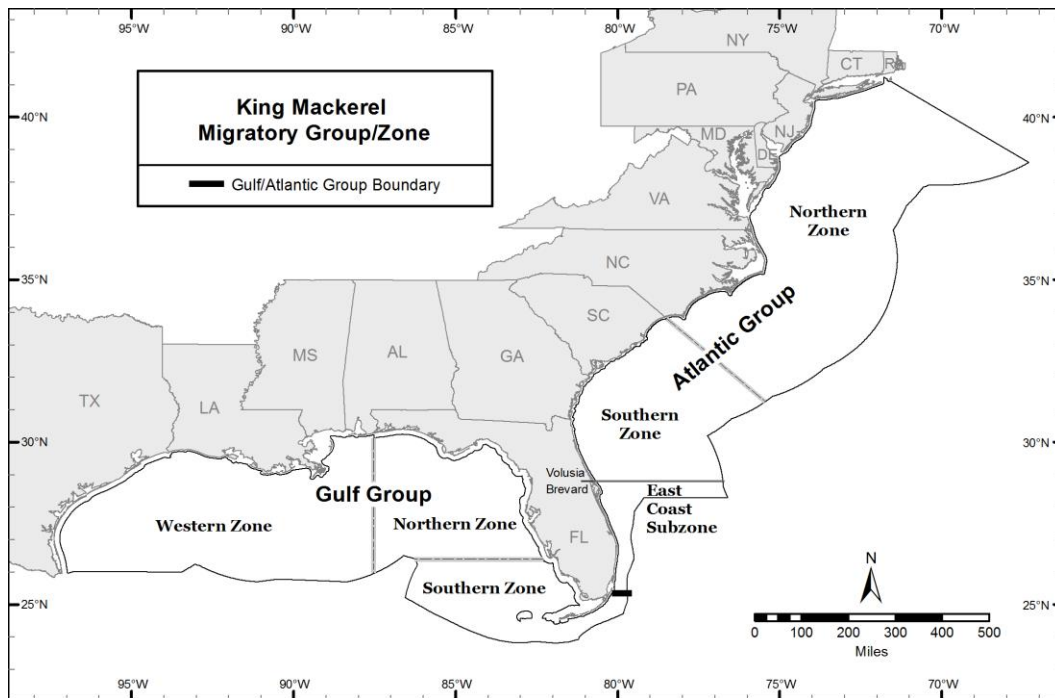 95°W 90°W 85°W 80°W 75°W 70°W
King Mackerel
Migratory Group/Zone
Gulf/Atlantic Group Boundary
NY
CT
RI
PA
40°N
40°N
MD
NJ
DE
VA
Northern
Zone
NC
35°N
35°N
SC
Atlantic Group
MS
AL
GA
TX
LA
Southern
Zone
30°N
30°N
Volusia
Brevard
East
Coast
Subzone
Gulf Group
Western Zone
Northern Zone
FL
Southern Zone
N
25°N
25°N
0 50 100 200 300 400 500
Miles
95°W 90°W 85°W 80°W 75°W 70°W